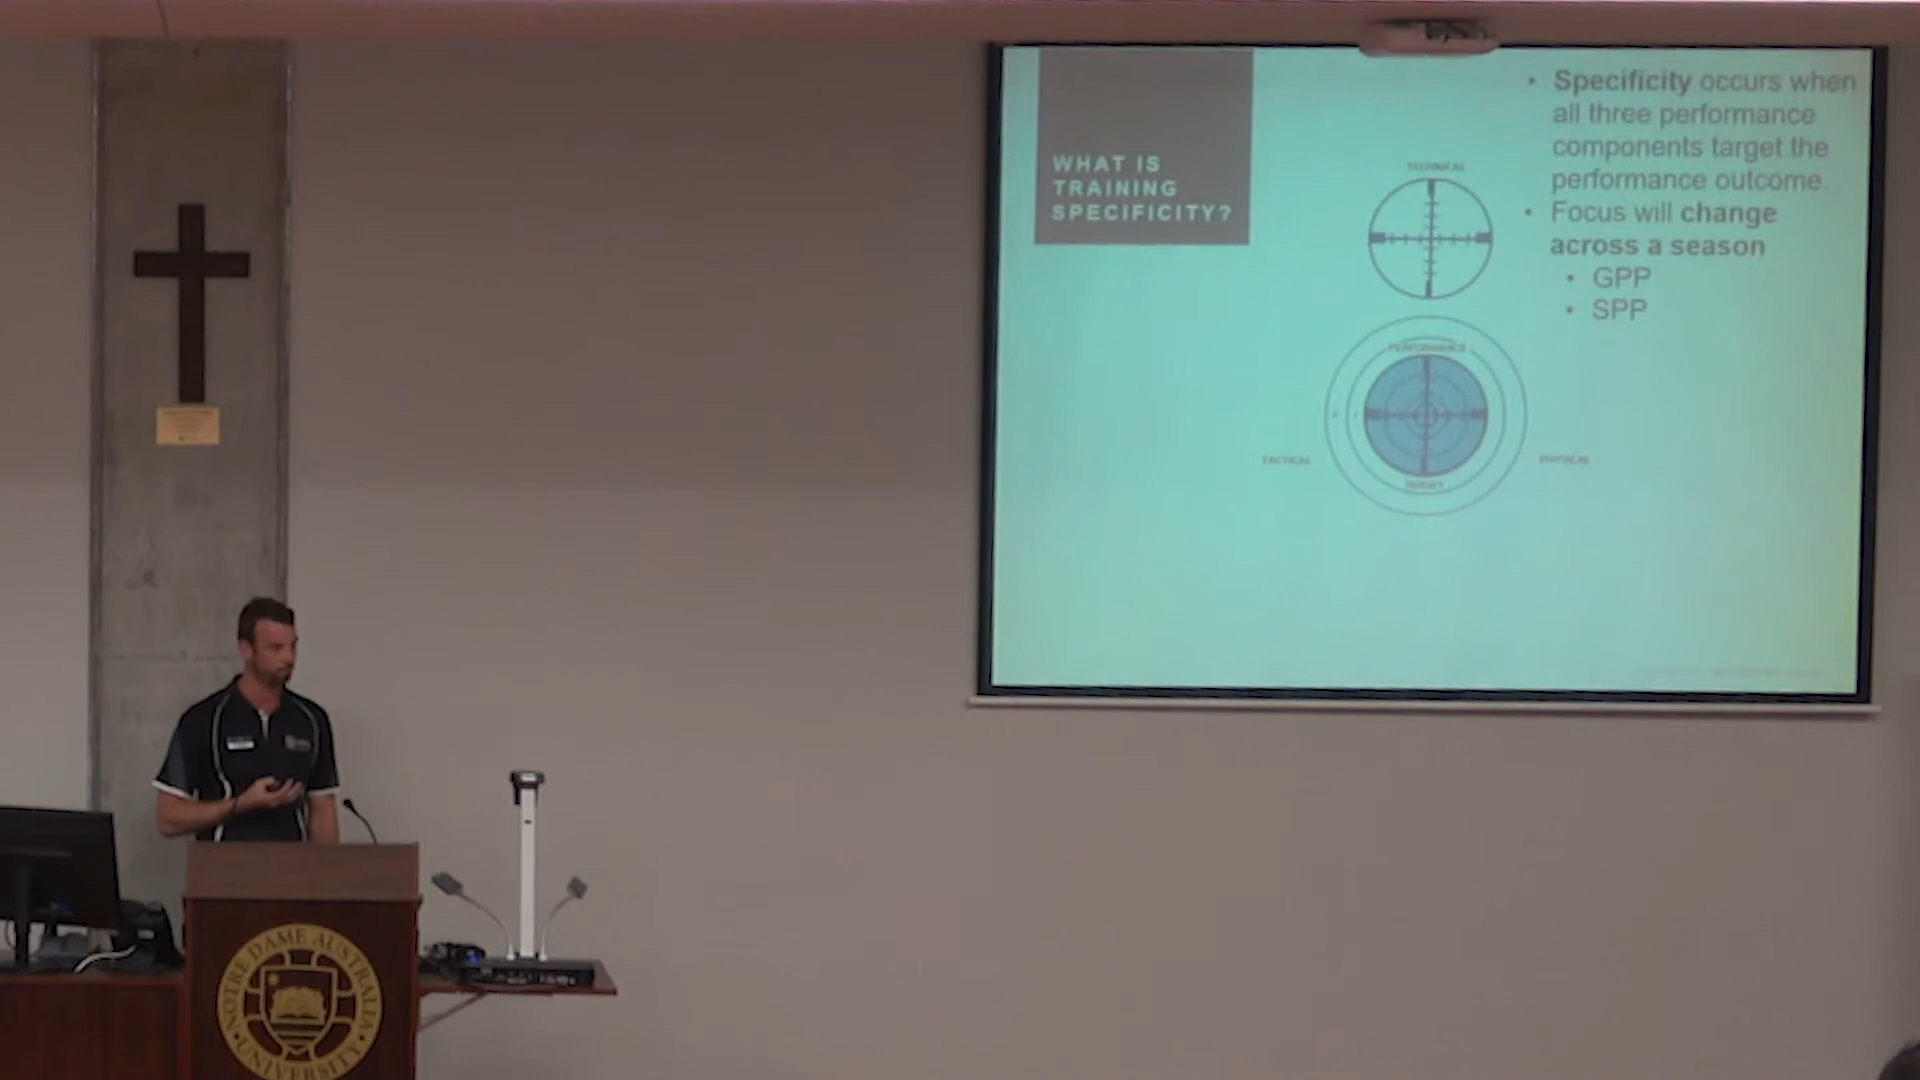 WHAT IS
TRAINING
SPECIFICITY?
• Specificity occurs when
all three performance
components target the
performance outcome.
• Focus will change
across a season
• GPP
• SPP
TECHNICAL
PERFORMANCE
TACTICAL
PHYSICAL
TARGET
NOTRE DAME AUSTRALIA
UNIVERSITY